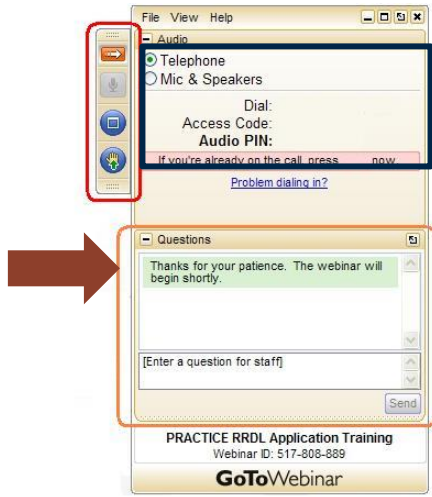 File View Help
Audio
Telephone
Mic & Speakers
Dial:
Access Code:
Audio PIN:
If you're already on the call, press now
Problem dialing in?
Questions
Thanks for your patience. The webinar will
begin shortly.
[Enter a question for staff]
Send
PRACTICE RRDL Application Training
Webinar ID: 517-808-889
GoToWebinar